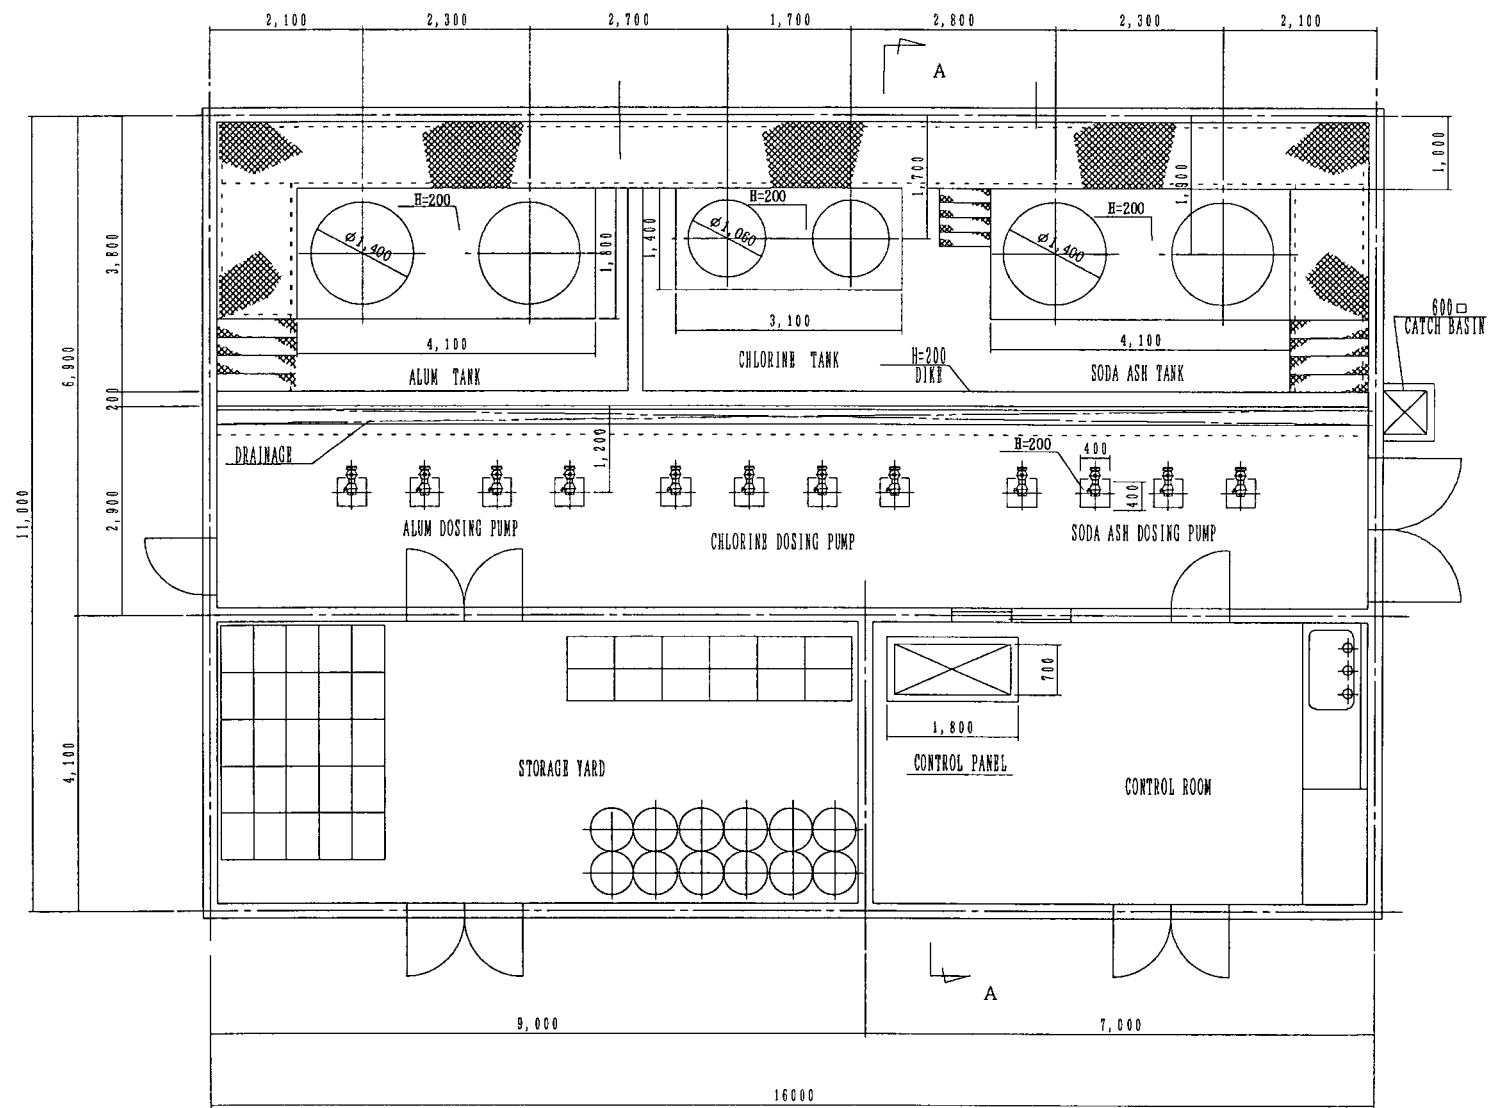 2,100
2,300
2,700
1,700
2,800
2,300
2,100
A
1,000
1,700
1,900
H=200
H=200
H=200
Ø1,400
Ø1,060
Ø1,400
1,800
1,400
3,800
4,100
3,100
4,100
600□
CATCH BASIN
ALUM TANK
CHLORINE TANK
H=200
DIKE
SODA ASH TANK
6,900
200
DRAINAGE
1,200
H=200
400
400
11,000
2,900
ALUM DOSING PUMP
CHLORINE DOSING PUMP
SODA ASH DOSING PUMP
700
1,800
4,100
STORAGE YARD
CONTROL PANEL
CONTROL ROOM
A
9,000
7,000
16000